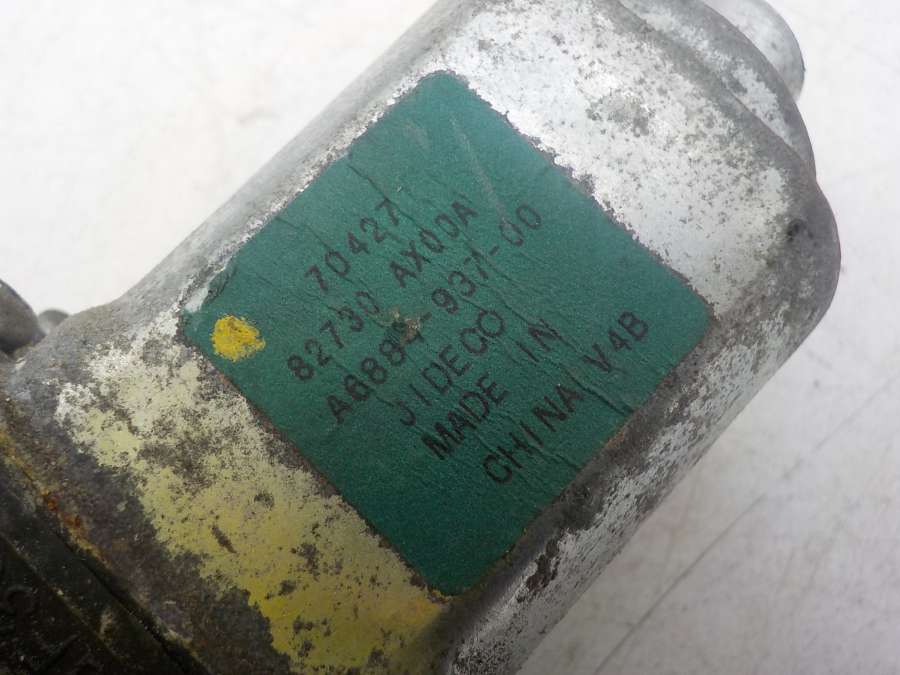 70427
82730 AX00A
A6884-937-00
JIDECO
MADE IN
CHINA V4B